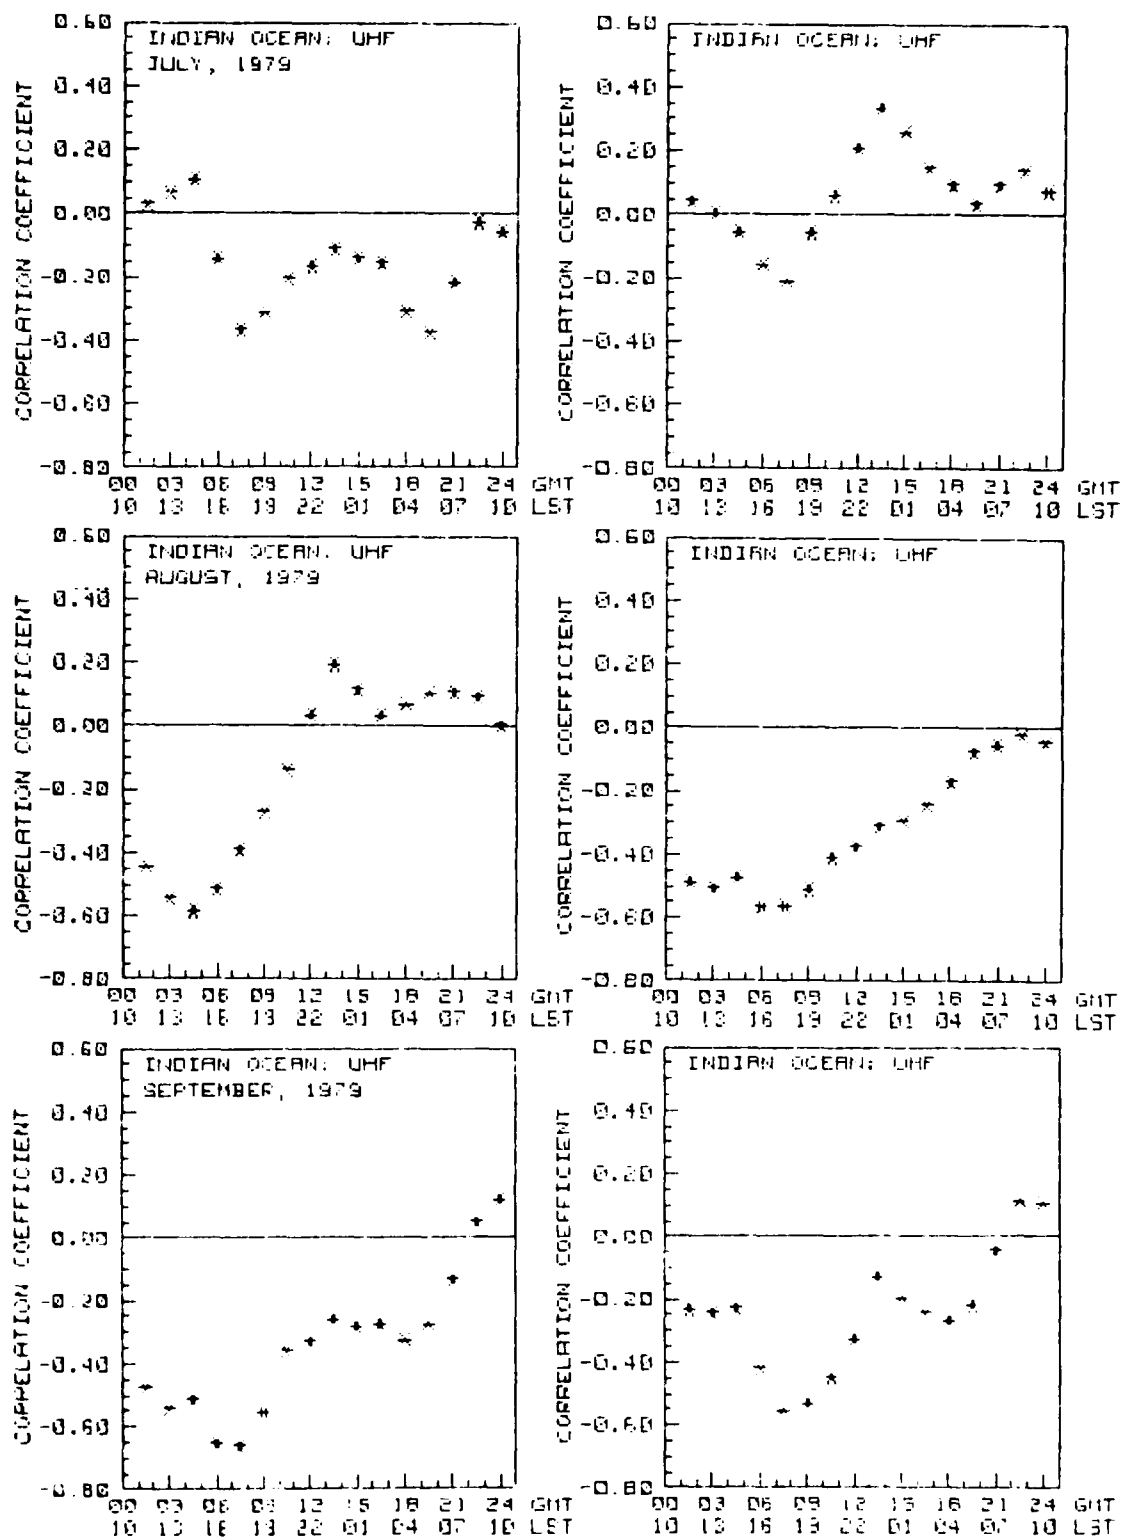 INDIAN OCEAN: UHF
JULY, 1979
CORRELATION COEFFICIENT
0.60
0.40
0.20
0.00
-0.20
-0.40
-0.60
-0.80
00 03 06 09 12 15 18 21 24 GMT
10 13 16 19 22 01 04 07 10 LST
INDIAN OCEAN: UHF
CORRELATION COEFFICIENT
0.60
0.40
0.20
0.00
-0.20
-0.40
-0.60
-0.80
00 03 06 09 12 15 18 21 24 GMT
10 13 16 19 22 01 04 07 10 LST
INDIAN OCEAN: UHF
AUGUST, 1979
CORRELATION COEFFICIENT
0.60
0.40
0.20
0.00
-0.20
-0.40
-0.60
-0.80
00 03 06 09 12 15 18 21 24 GMT
10 13 16 19 22 01 04 07 10 LST
INDIAN OCEAN: UHF
CORRELATION COEFFICIENT
0.60
0.40
0.20
0.00
-0.20
-0.40
-0.60
-0.80
00 03 06 09 12 15 18 21 24 GMT
10 13 16 19 22 01 04 07 10 LST
INDIAN OCEAN: UHF
SEPTEMBER, 1979
CORRELATION COEFFICIENT
0.60
0.40
0.20
0.00
-0.20
-0.40
-0.60
-0.80
00 03 06 09 12 15 18 21 24 GMT
10 13 16 19 22 01 04 07 10 LST
INDIAN OCEAN: UHF
CORRELATION COEFFICIENT
0.60
0.40
0.20
0.00
-0.20
-0.40
-0.60
-0.80
00 03 06 09 12 15 18 21 24 GMT
10 13 16 19 22 01 04 07 10 LST